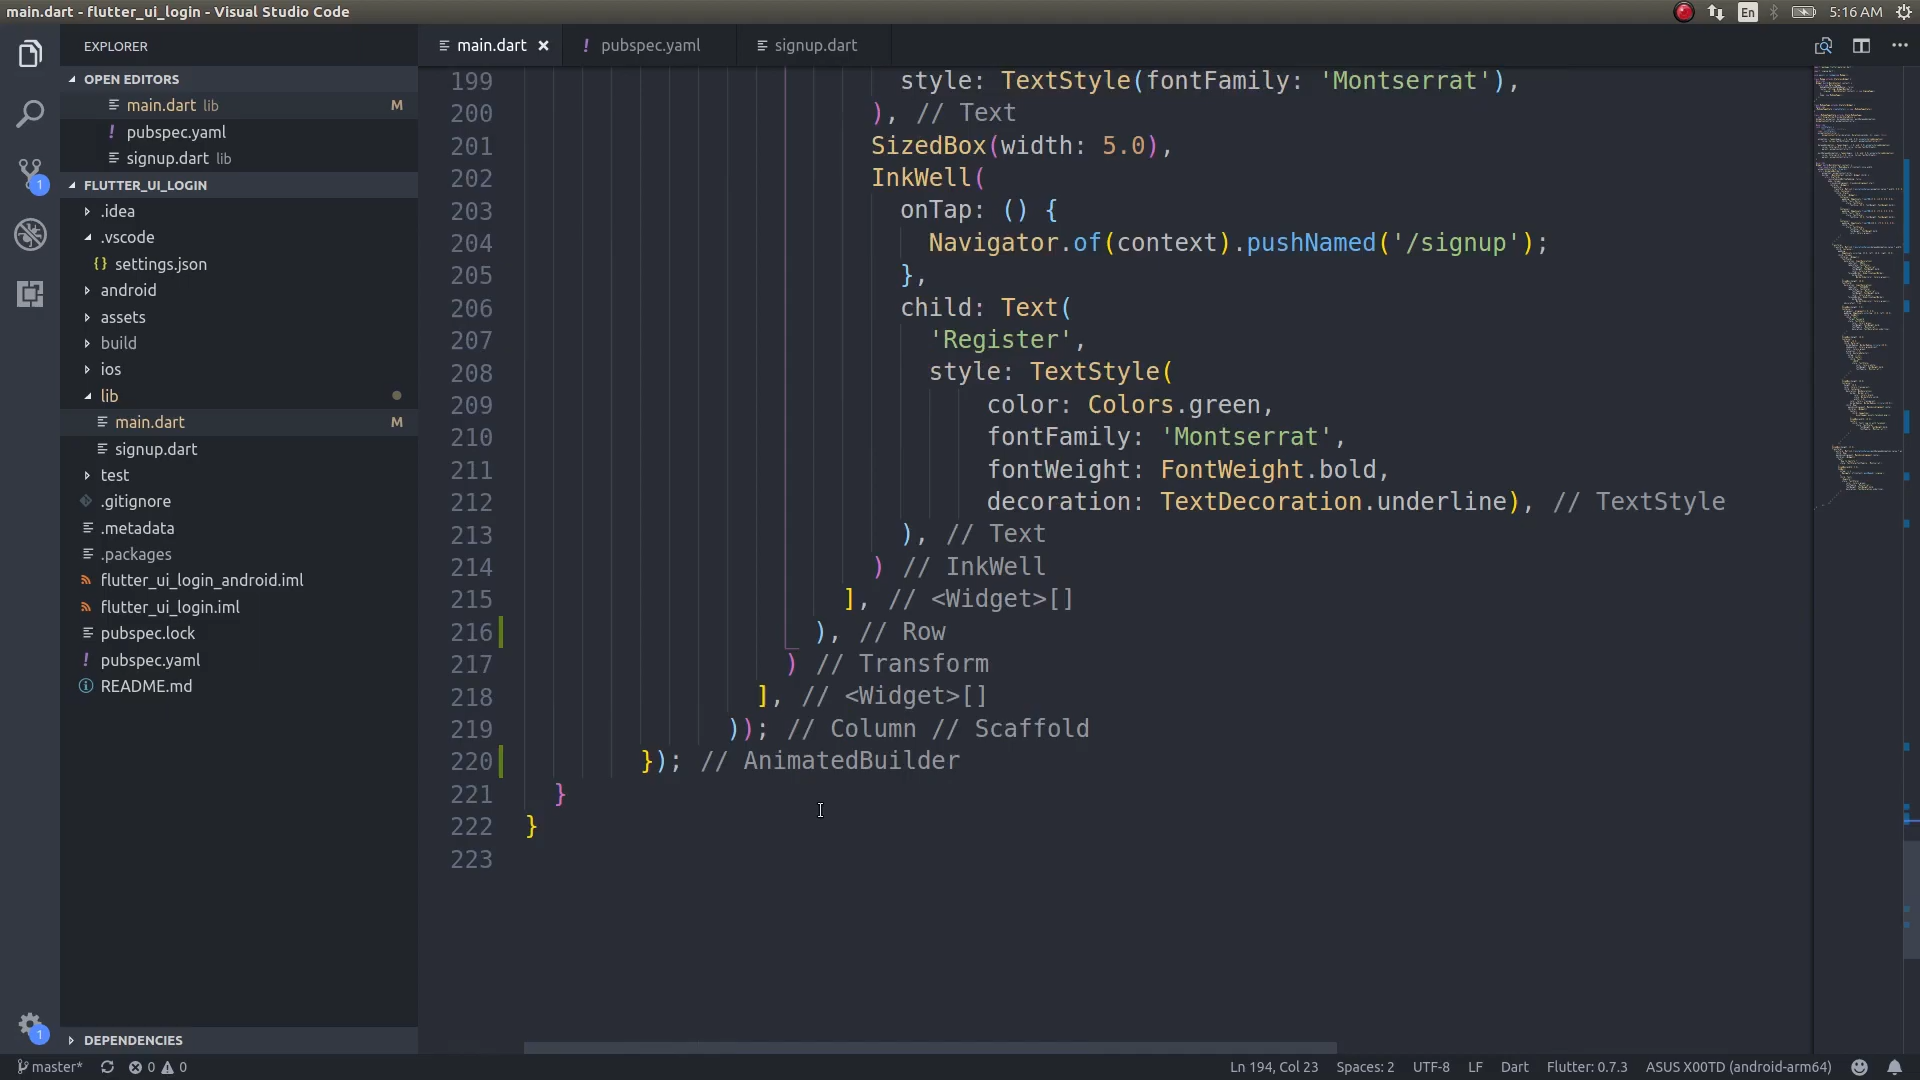 main.dart - flutter_ui_login - Visual Studio Code
En
5:16 AM
EXPLORER
OPEN EDITORS
main.dart lib M
pubspec.yaml
signup.dart lib
FLUTTER_UI_LOGIN
.idea
.vscode
settings.json
android
assets
build
ios
lib
main.dart M
signup.dart
test
.gitignore
.metadata
.packages
flutter_ui_login_android.iml
flutter_ui_login.iml
pubspec.lock
pubspec.yaml
README.md
DEPENDENCIES
1
1
main.dart
pubspec.yaml
signup.dart
199 style: TextStyle(fontFamily: 'Montserrat'),
200 ), // Text
201 SizedBox(width: 5.0),
202 InkWell(
203 onTap: () {
204 Navigator.of(context).pushNamed('/signup');
205 },
206 child: Text(
207 'Register',
208 style: TextStyle(
209 color: Colors.green,
210 fontFamily: 'Montserrat',
211 fontWeight: FontWeight.bold,
212 decoration: TextDecoration.underline), // TextStyle
213 ), // Text
214 ) // InkWell
215 ], // <Widget>[]
216 ), // Row
217 ) // Transform
218 ], // <Widget>[]
219 )); // Column // Scaffold
220 }); // AnimatedBuilder
221 }
222 }
223
master* 0 0
Ln 194, Col 23 Spaces: 2 UTF-8 LF Dart Flutter: 0.7.3 ASUS X00TD (android-arm64)